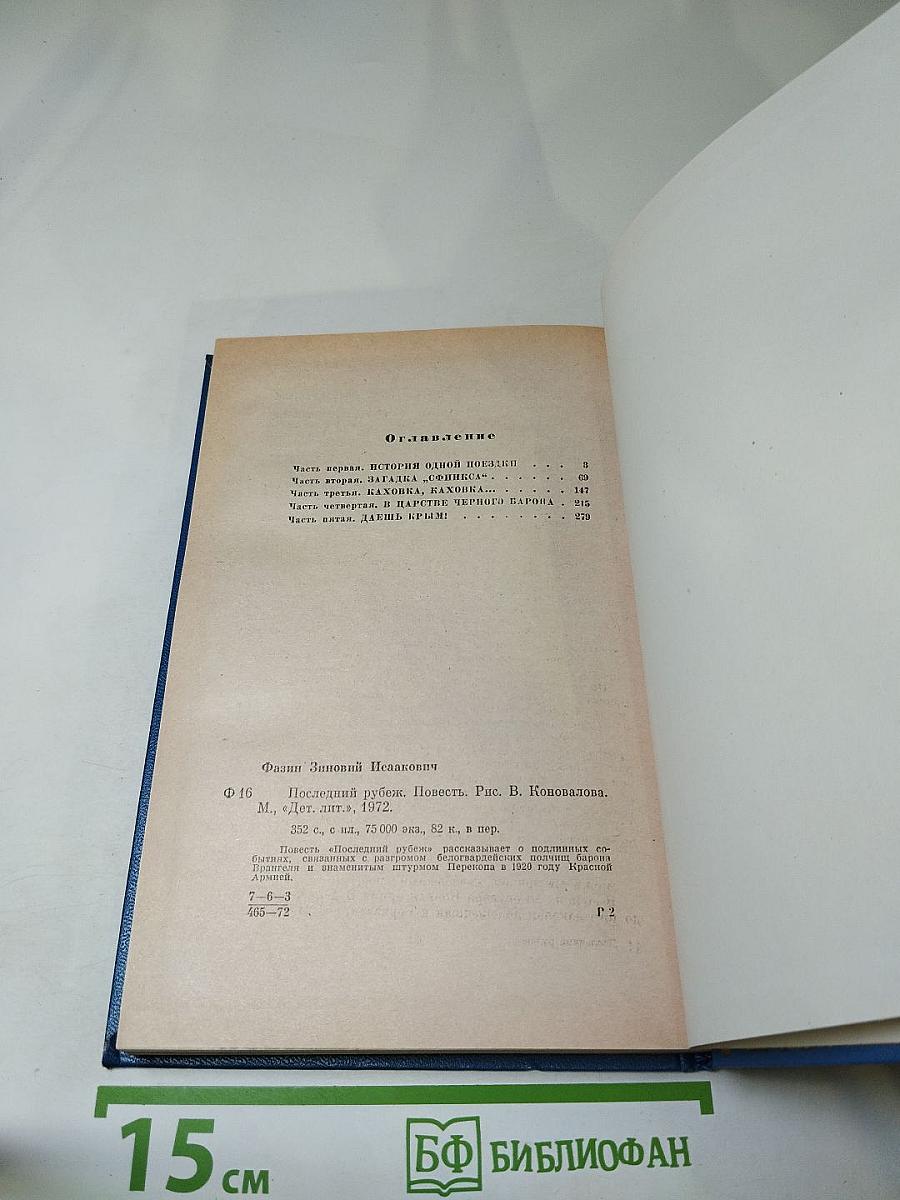 Оглавление
Часть первая. ИСТОРИЯ ОДНОЙ ПОЕЗДКИ . . . 3
Часть вторая. ЗАГАДКА „СФИНКСА“ . . . . . . 69
Часть третья. КАХОВКА, КАХОВКА... . . . . . 147
Часть четвертая. В ЦАРСТВЕ ЧЕРНОГО БАРОНА . 215
Часть пятая. ДАЕШЬ КРЫМ! . . . . . . . . 279
Фазин Зиновий Исаакович
Ф 16 Последний рубеж. Повесть. Рис. В. Коновалова.
М., «Дет. лит.», 1972.
352 с., с ил., 75 000 экз., 82 к., в пер.
Повесть «Последний рубеж» рассказывает о подлинных со-
бытиях, связанных с разгромом белогвардейских полчищ барона
Врангеля и знаменитым штурмом Перекопа в 1920 году Красной
Армией.
7—6—3
465—72
Р 2
15 см
БФ БИБЛИОФАН